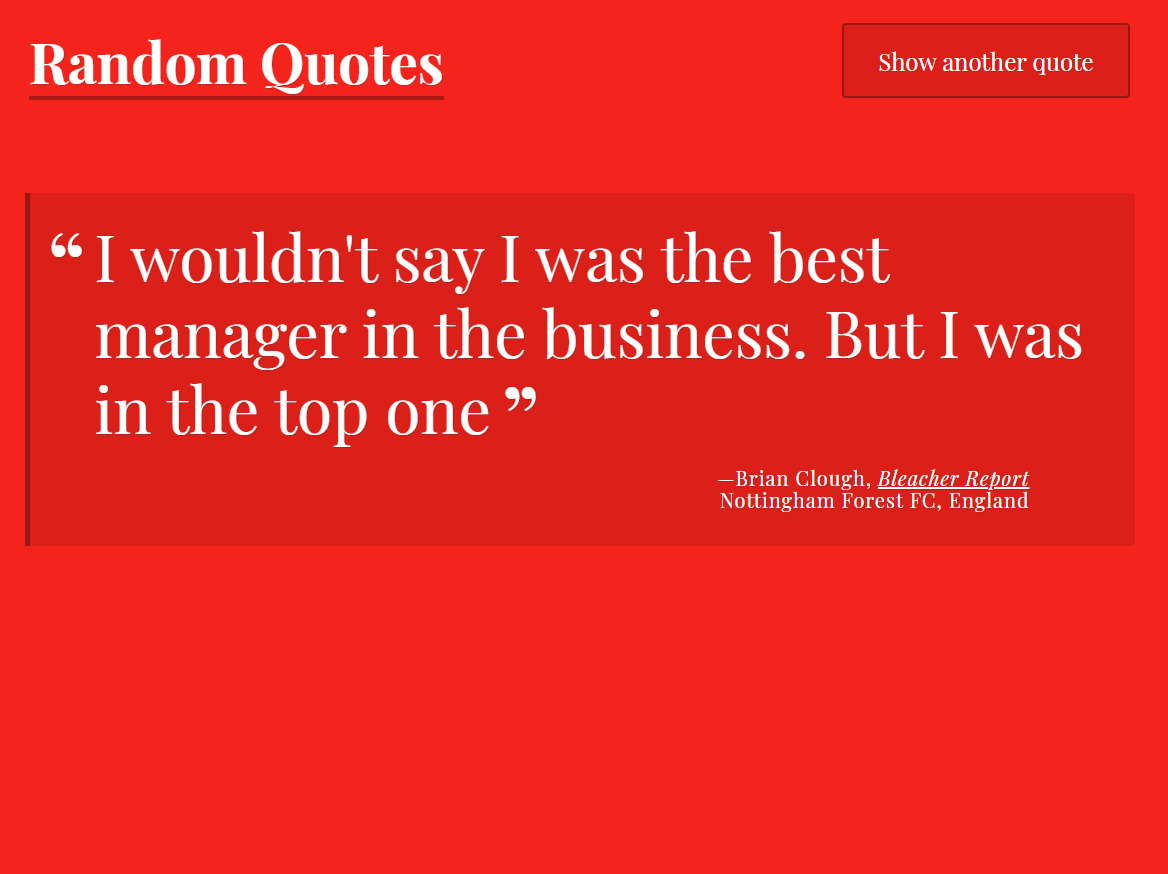 Random Quotes
Show another quote
“ I wouldn't say I was the best
manager in the business. But I was
in the top one ”
—Brian Clough, Bleacher Report
Nottingham Forest FC, England